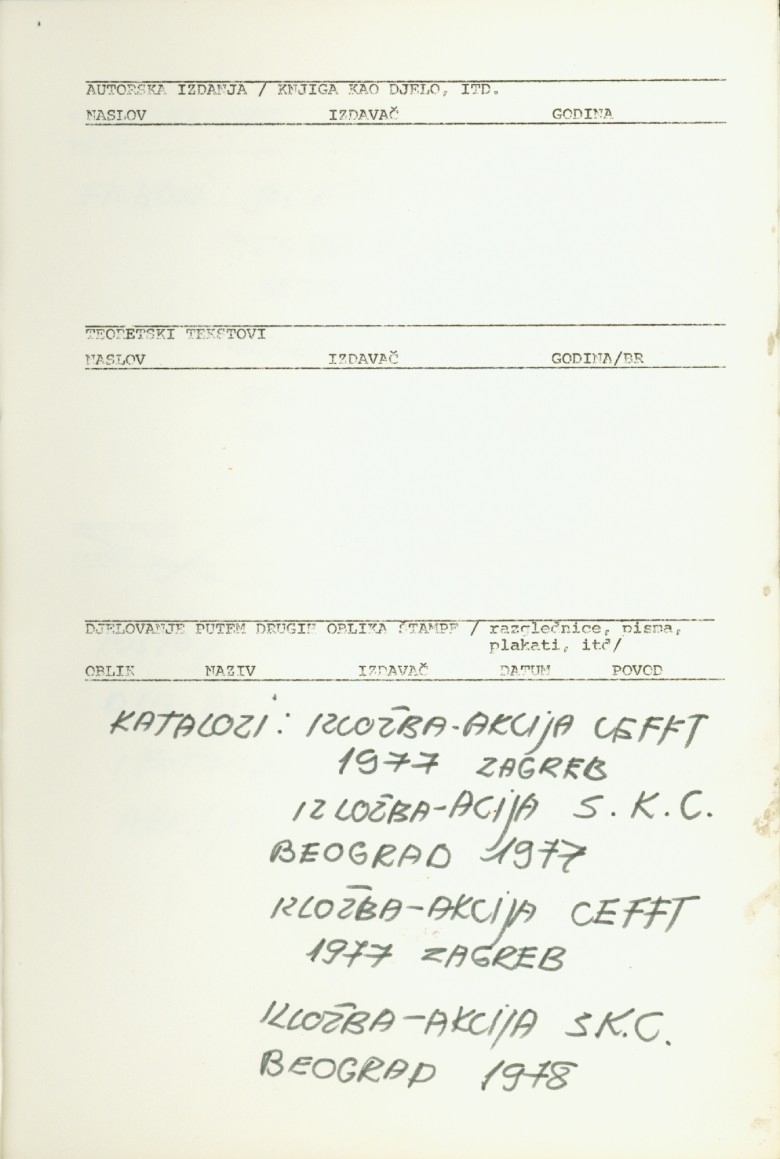 AUTORSKA IZDANJA / KNJIGA KAO DJELO, ITD.
NASLOV IZDAVAČ GODINA
TEORETSKI TEKSTOVI
NASLOV IZDAVAČ GODINA/BR
DJELOVANJE PUTEM DRUGIH OBLIKA ŠTAMPE / razglednice, pisma,
plakati, itd/
OBLIK NAZIV IZDAVAČ DATUM POVOD
KATALOZI: IZLOŽBA-AKCIJA CEFFT
1977 ZAGREB
IZLOŽBA-ACIJA S.K.C.
BEOGRAD 1977
IZLOŽBA-AKCIJA CEFFT
1977 ZAGREB
IZLOŽBA-AKCIJA SK.C.
BEOGRAD 1978